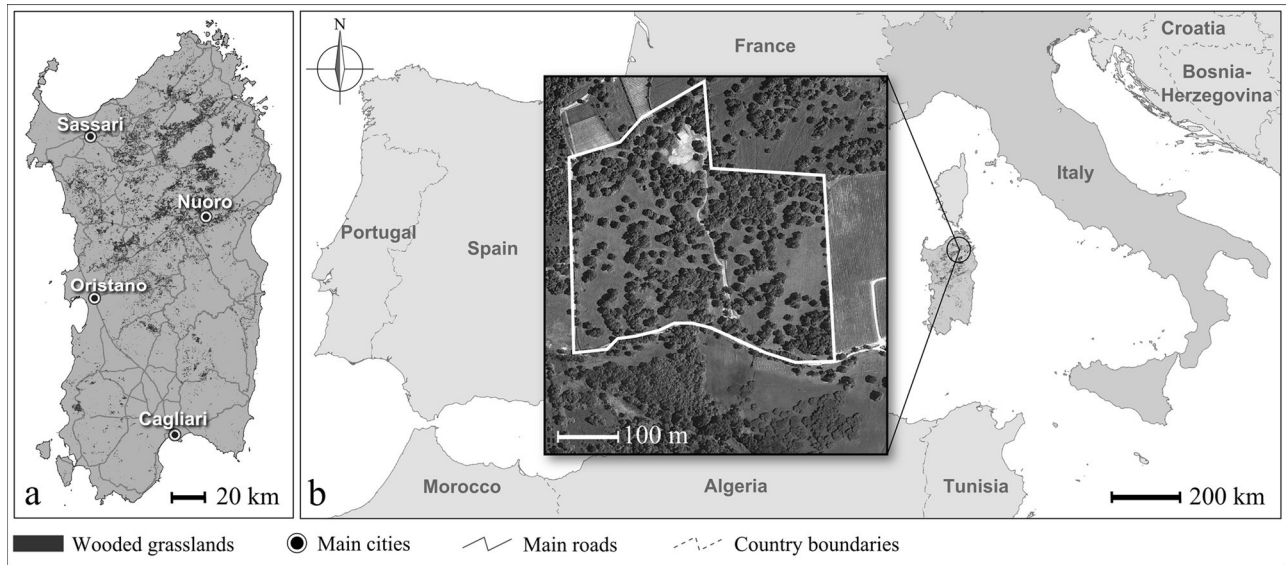 Sassari
Nuoro
Oristano
Cagliari
a
20 km
N
France
Croatia
Bosnia-
Herzegovina
Italy
Portugal
Spain
100 m
b
Morocco
Algeria
Tunisia
200 km
Wooded grasslands
Main cities
Main roads
Country boundaries